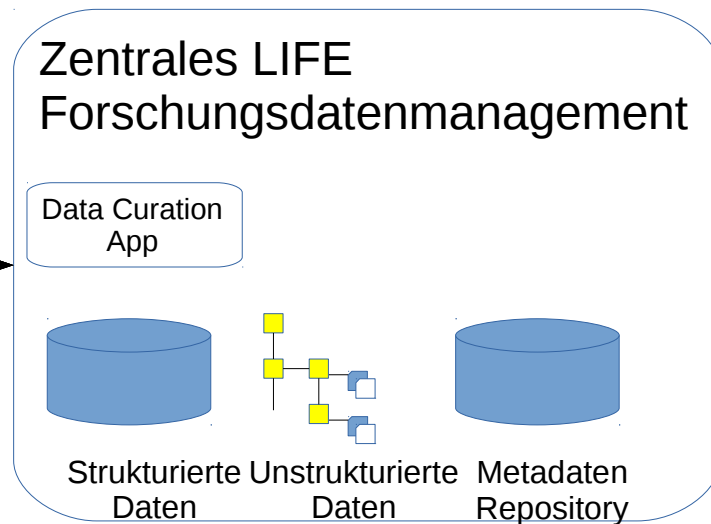 Zentrales LIFE
Forschungsdatenmanagement
Data Curation
App
Strukturierte
Daten
Unstrukturierte
Daten
Metadaten
Repository